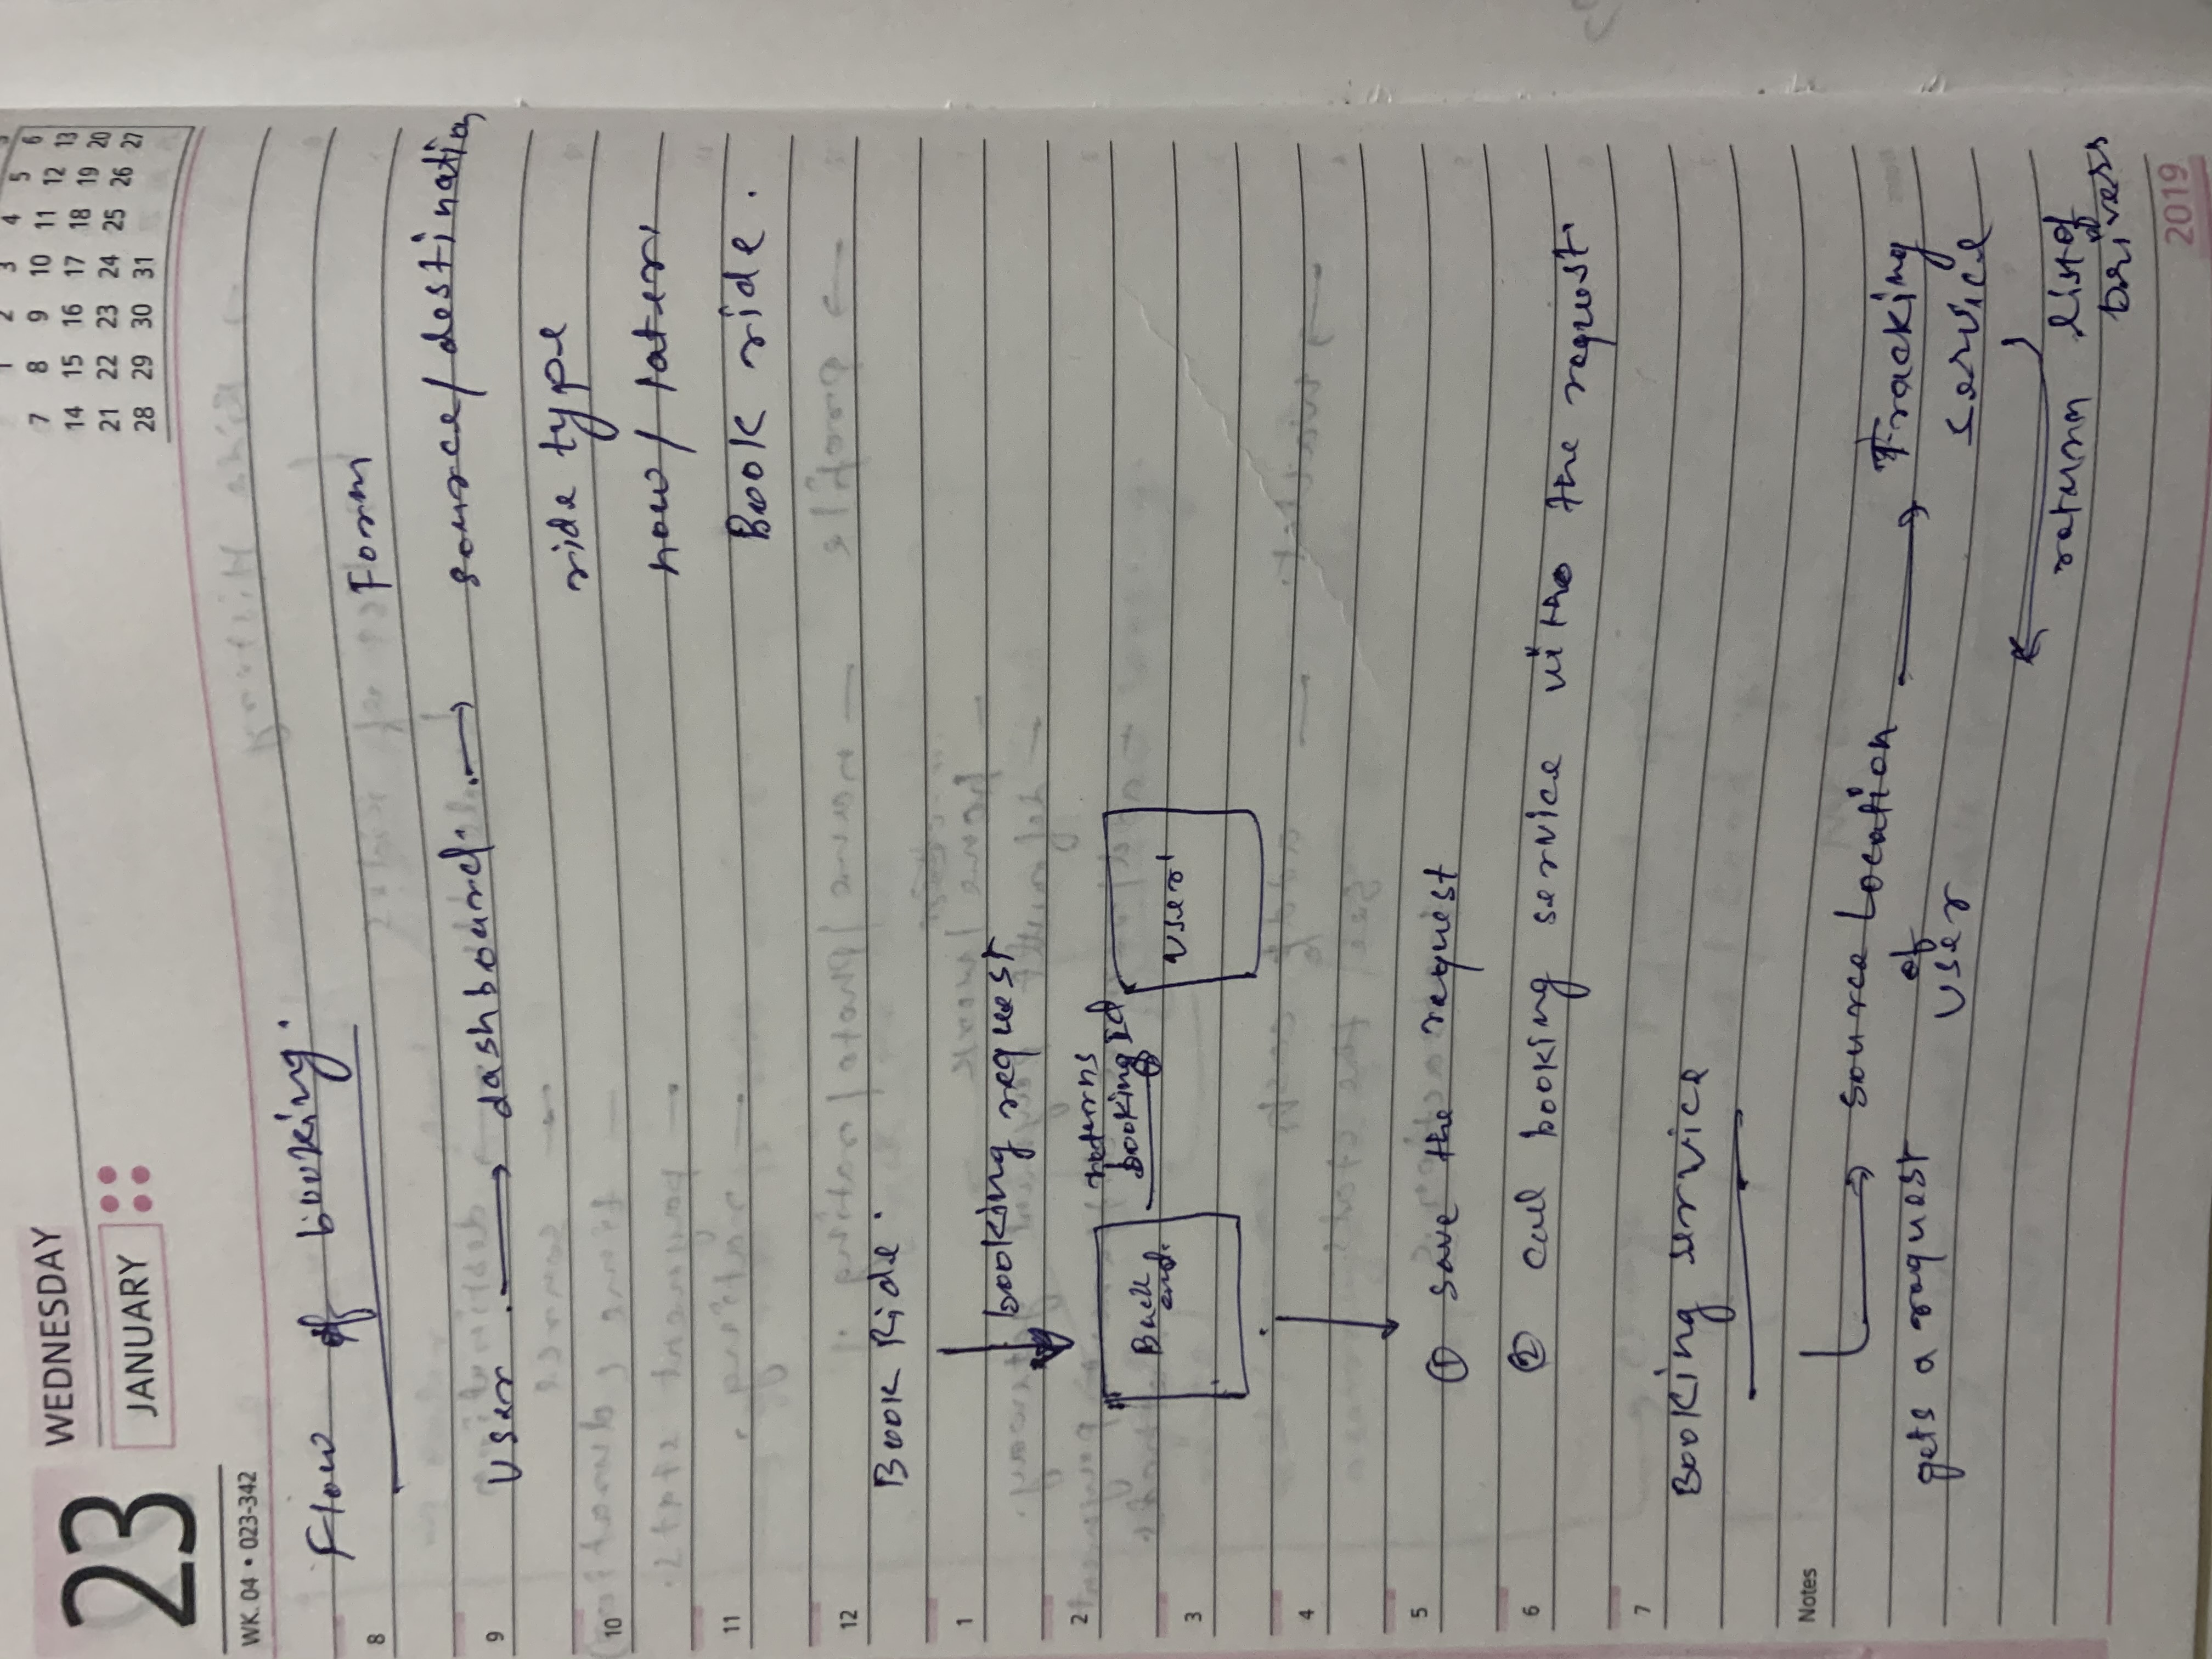 23 WEDNESDAY
JANUARY
WK. 04 • 023-342
1 2 3 4 5 6
7 8 9 10 11 12 13
14 15 16 17 18 19 20
21 22 23 24 25 26 27
28 29 30 31
Flow of booking.
8
Form
9 User → dashboard. → source/destination
10 ride type
now/later
11 Book ride.
12
Book Ride.
1
booking request
2
returns
booking id
Back
end.
User
3
4
5
① save the request
6
② call booking service with the request
7
Booking service
Notes
source location → Tracking
service
gets a request
of
User
return list of
drivers
2019